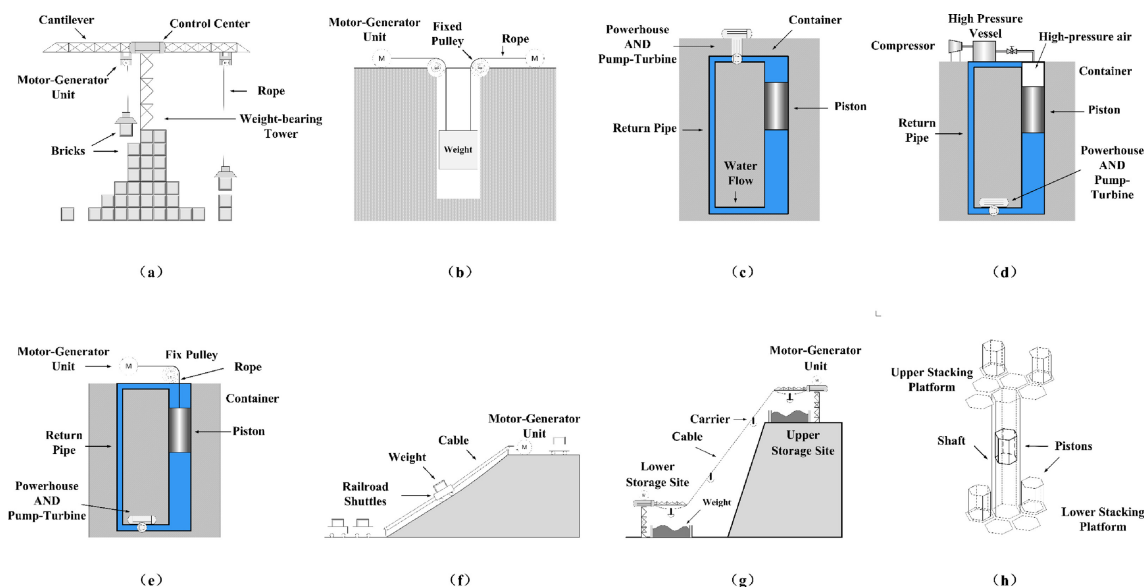 Cantilever
Control Center
Motor-Generator
Unit
Rope
Weight-bearing
Tower
Bricks
(a)
Motor-Generator
Unit
Fixed
Pulley
Rope
M
M
Weight
(b)
Powerhouse
AND
Pump-Turbine
Container
Piston
Return Pipe
Water
Flow
(c)
High Pressure
Vessel
Compressor
High-pressure air
Container
Piston
Return
Pipe
Powerhouse
AND
Pump-
Turbine
(d)
Motor-Generator
Unit
M
Fix Pulley
Rope
Container
Return
Pipe
Piston
Powerhouse
AND
Pump-Turbine
(e)
Motor-Generator
Unit
M
Cable
Weight
Railroad
Shuttles
(f)
Motor-Generator
Unit
Carrier
Cable
Upper
Storage Site
Lower
Storage Site
Weight
(g)
Upper Stacking
Platform
Shaft
Pistons
Lower Stacking
Platform
(h)